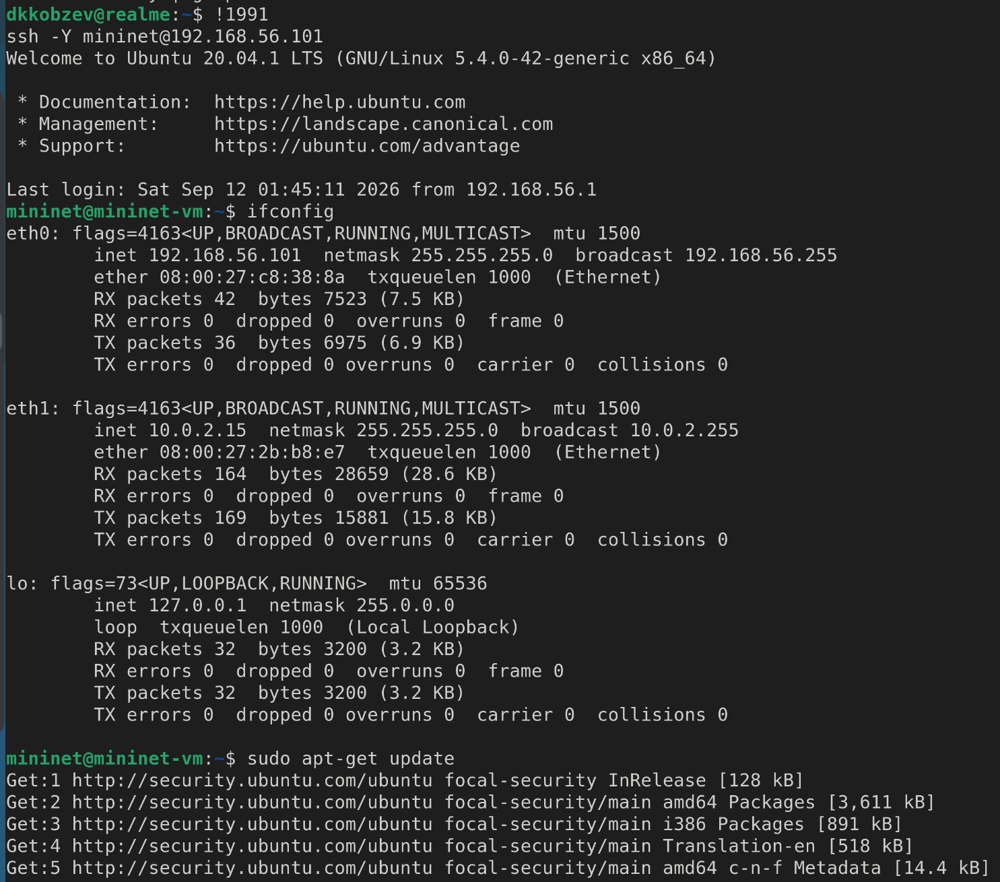 dkkobzev@realme:~$ !1991
ssh -Y mininet@192.168.56.101
Welcome to Ubuntu 20.04.1 LTS (GNU/Linux 5.4.0-42-generic x86_64)

 * Documentation:  https://help.ubuntu.com
 * Management:     https://landscape.canonical.com
 * Support:        https://ubuntu.com/advantage

Last login: Sat Sep 12 01:45:11 2026 from 192.168.56.1
mininet@mininet-vm:~$ ifconfig
eth0: flags=4163<UP,BROADCAST,RUNNING,MULTICAST>  mtu 1500
        inet 192.168.56.101  netmask 255.255.255.0  broadcast 192.168.56.255
        ether 08:00:27:c8:38:8a  txqueuelen 1000  (Ethernet)
        RX packets 42  bytes 7523 (7.5 KB)
        RX errors 0  dropped 0  overruns 0  frame 0
        TX packets 36  bytes 6975 (6.9 KB)
        TX errors 0  dropped 0 overruns 0  carrier 0  collisions 0

eth1: flags=4163<UP,BROADCAST,RUNNING,MULTICAST>  mtu 1500
        inet 10.0.2.15  netmask 255.255.255.0  broadcast 10.0.2.255
        ether 08:00:27:2b:b8:e7  txqueuelen 1000  (Ethernet)
        RX packets 164  bytes 28659 (28.6 KB)
        RX errors 0  dropped 0  overruns 0  frame 0
        TX packets 169  bytes 15881 (15.8 KB)
        TX errors 0  dropped 0 overruns 0  carrier 0  collisions 0

lo: flags=73<UP,LOOPBACK,RUNNING>  mtu 65536
        inet 127.0.0.1  netmask 255.0.0.0
        loop  txqueuelen 1000  (Local Loopback)
        RX packets 32  bytes 3200 (3.2 KB)
        RX errors 0  dropped 0  overruns 0  frame 0
        TX packets 32  bytes 3200 (3.2 KB)
        TX errors 0  dropped 0 overruns 0  carrier 0  collisions 0

mininet@mininet-vm:~$ sudo apt-get update
Get:1 http://security.ubuntu.com/ubuntu focal-security InRelease [128 kB]
Get:2 http://security.ubuntu.com/ubuntu focal-security/main amd64 Packages [3,611 kB]
Get:3 http://security.ubuntu.com/ubuntu focal-security/main i386 Packages [891 kB]
Get:4 http://security.ubuntu.com/ubuntu focal-security/main Translation-en [518 kB]
Get:5 http://security.ubuntu.com/ubuntu focal-security/main amd64 c-n-f Metadata [14.4 kB]